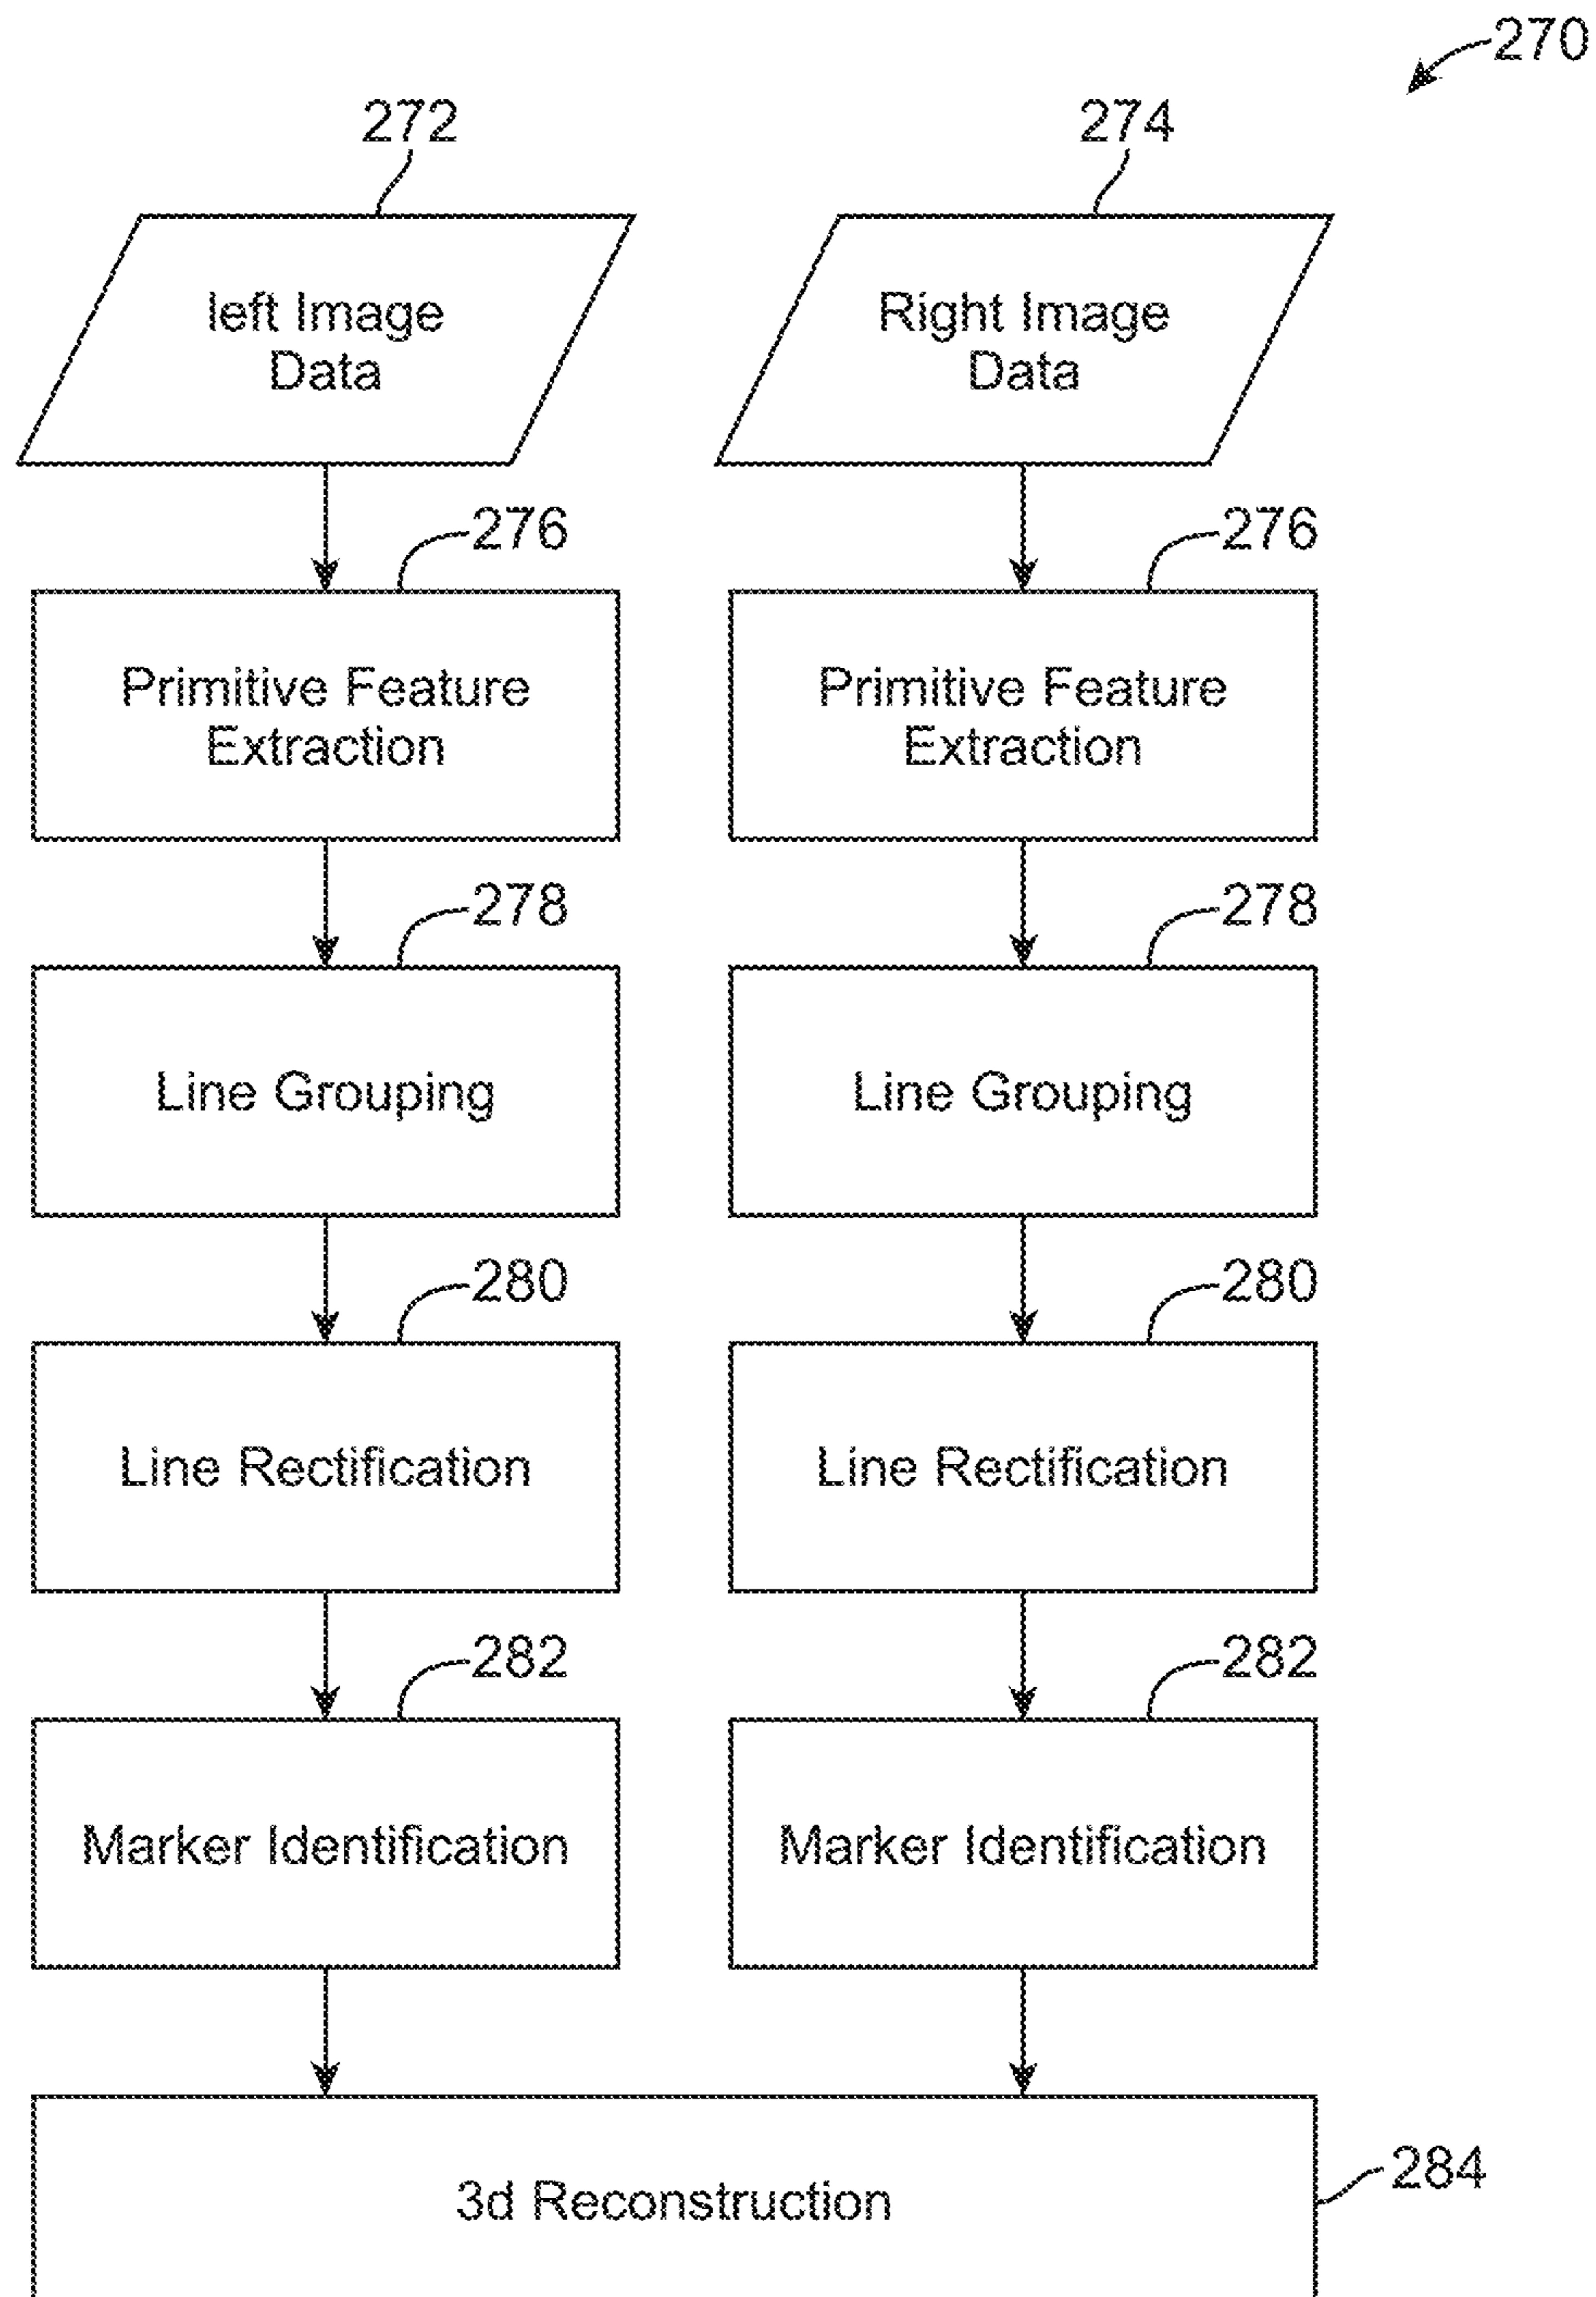 270
272
274
left Image
Data
Right Image
Data
276
276
Primitive Feature
Extraction
Primitive Feature
Extraction
278
278
Line Grouping
Line Grouping
280
280
Line Rectification
Line Rectification
282
282
Marker Identification
Marker Identification
3d Reconstruction
284